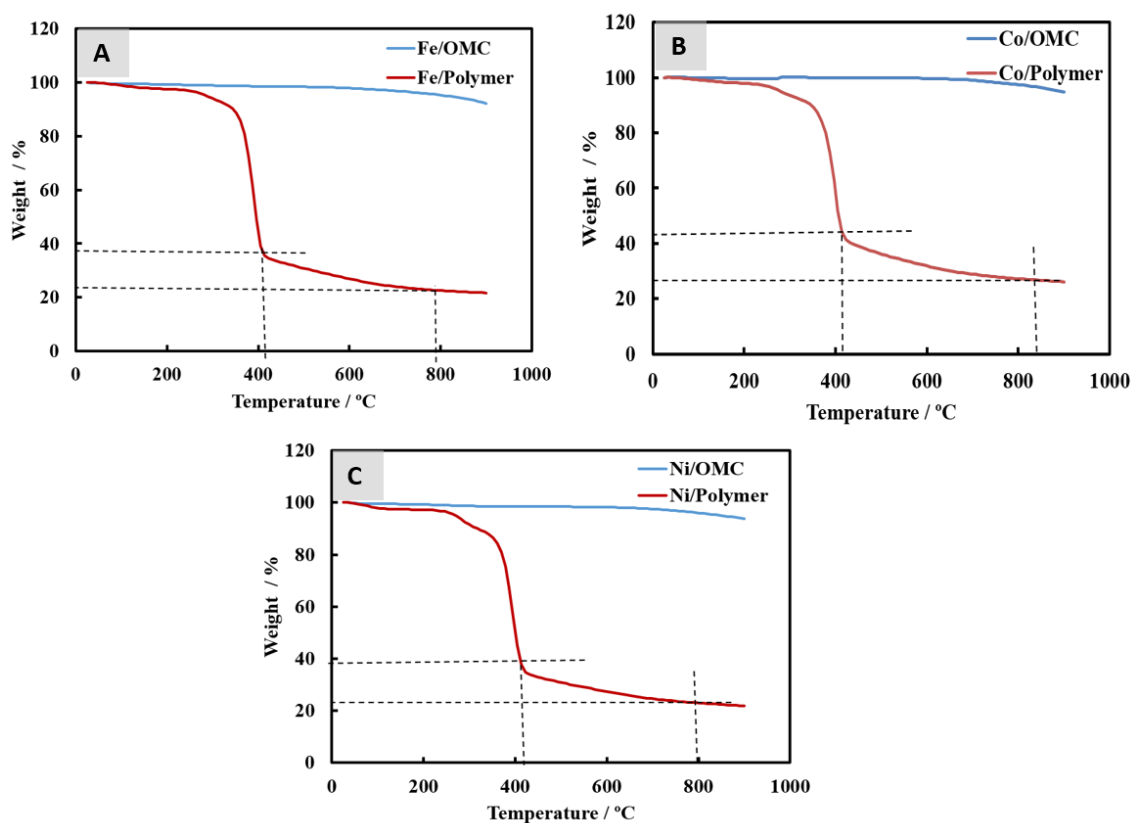 A
120
100
80
60
40
20
0
Weight / %
Fe/OMC
Fe/Polymer
0 200 400 600 800 1000
Temperature / ºC
B
120
100
80
60
40
20
0
Weight / %
Co/OMC
Co/Polymer
0 200 400 600 800 1000
Temperature / ºC
C
120
100
80
60
40
20
0
Weight / %
Ni/OMC
Ni/Polymer
0 200 400 600 800 1000
Temperature / ºC